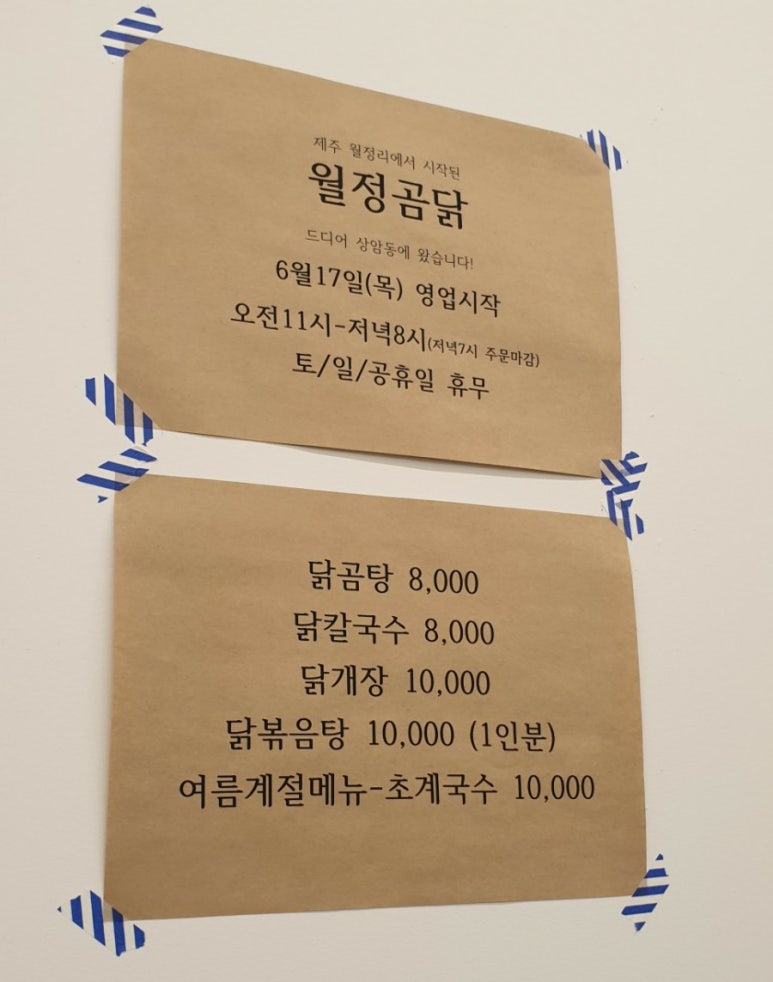 제주 월정리에서 시작된
월정곰닭
드디어 상암동에 왔습니다!
6월17일(목) 영업시작
오전11시-저녁8시(저녁7시 주문마감)
토/일/공휴일 휴무
닭곰탕 8,000
닭칼국수 8,000
닭개장 10,000
닭볶음탕 10,000 (1인분)
여름계절메뉴-초계국수 10,000